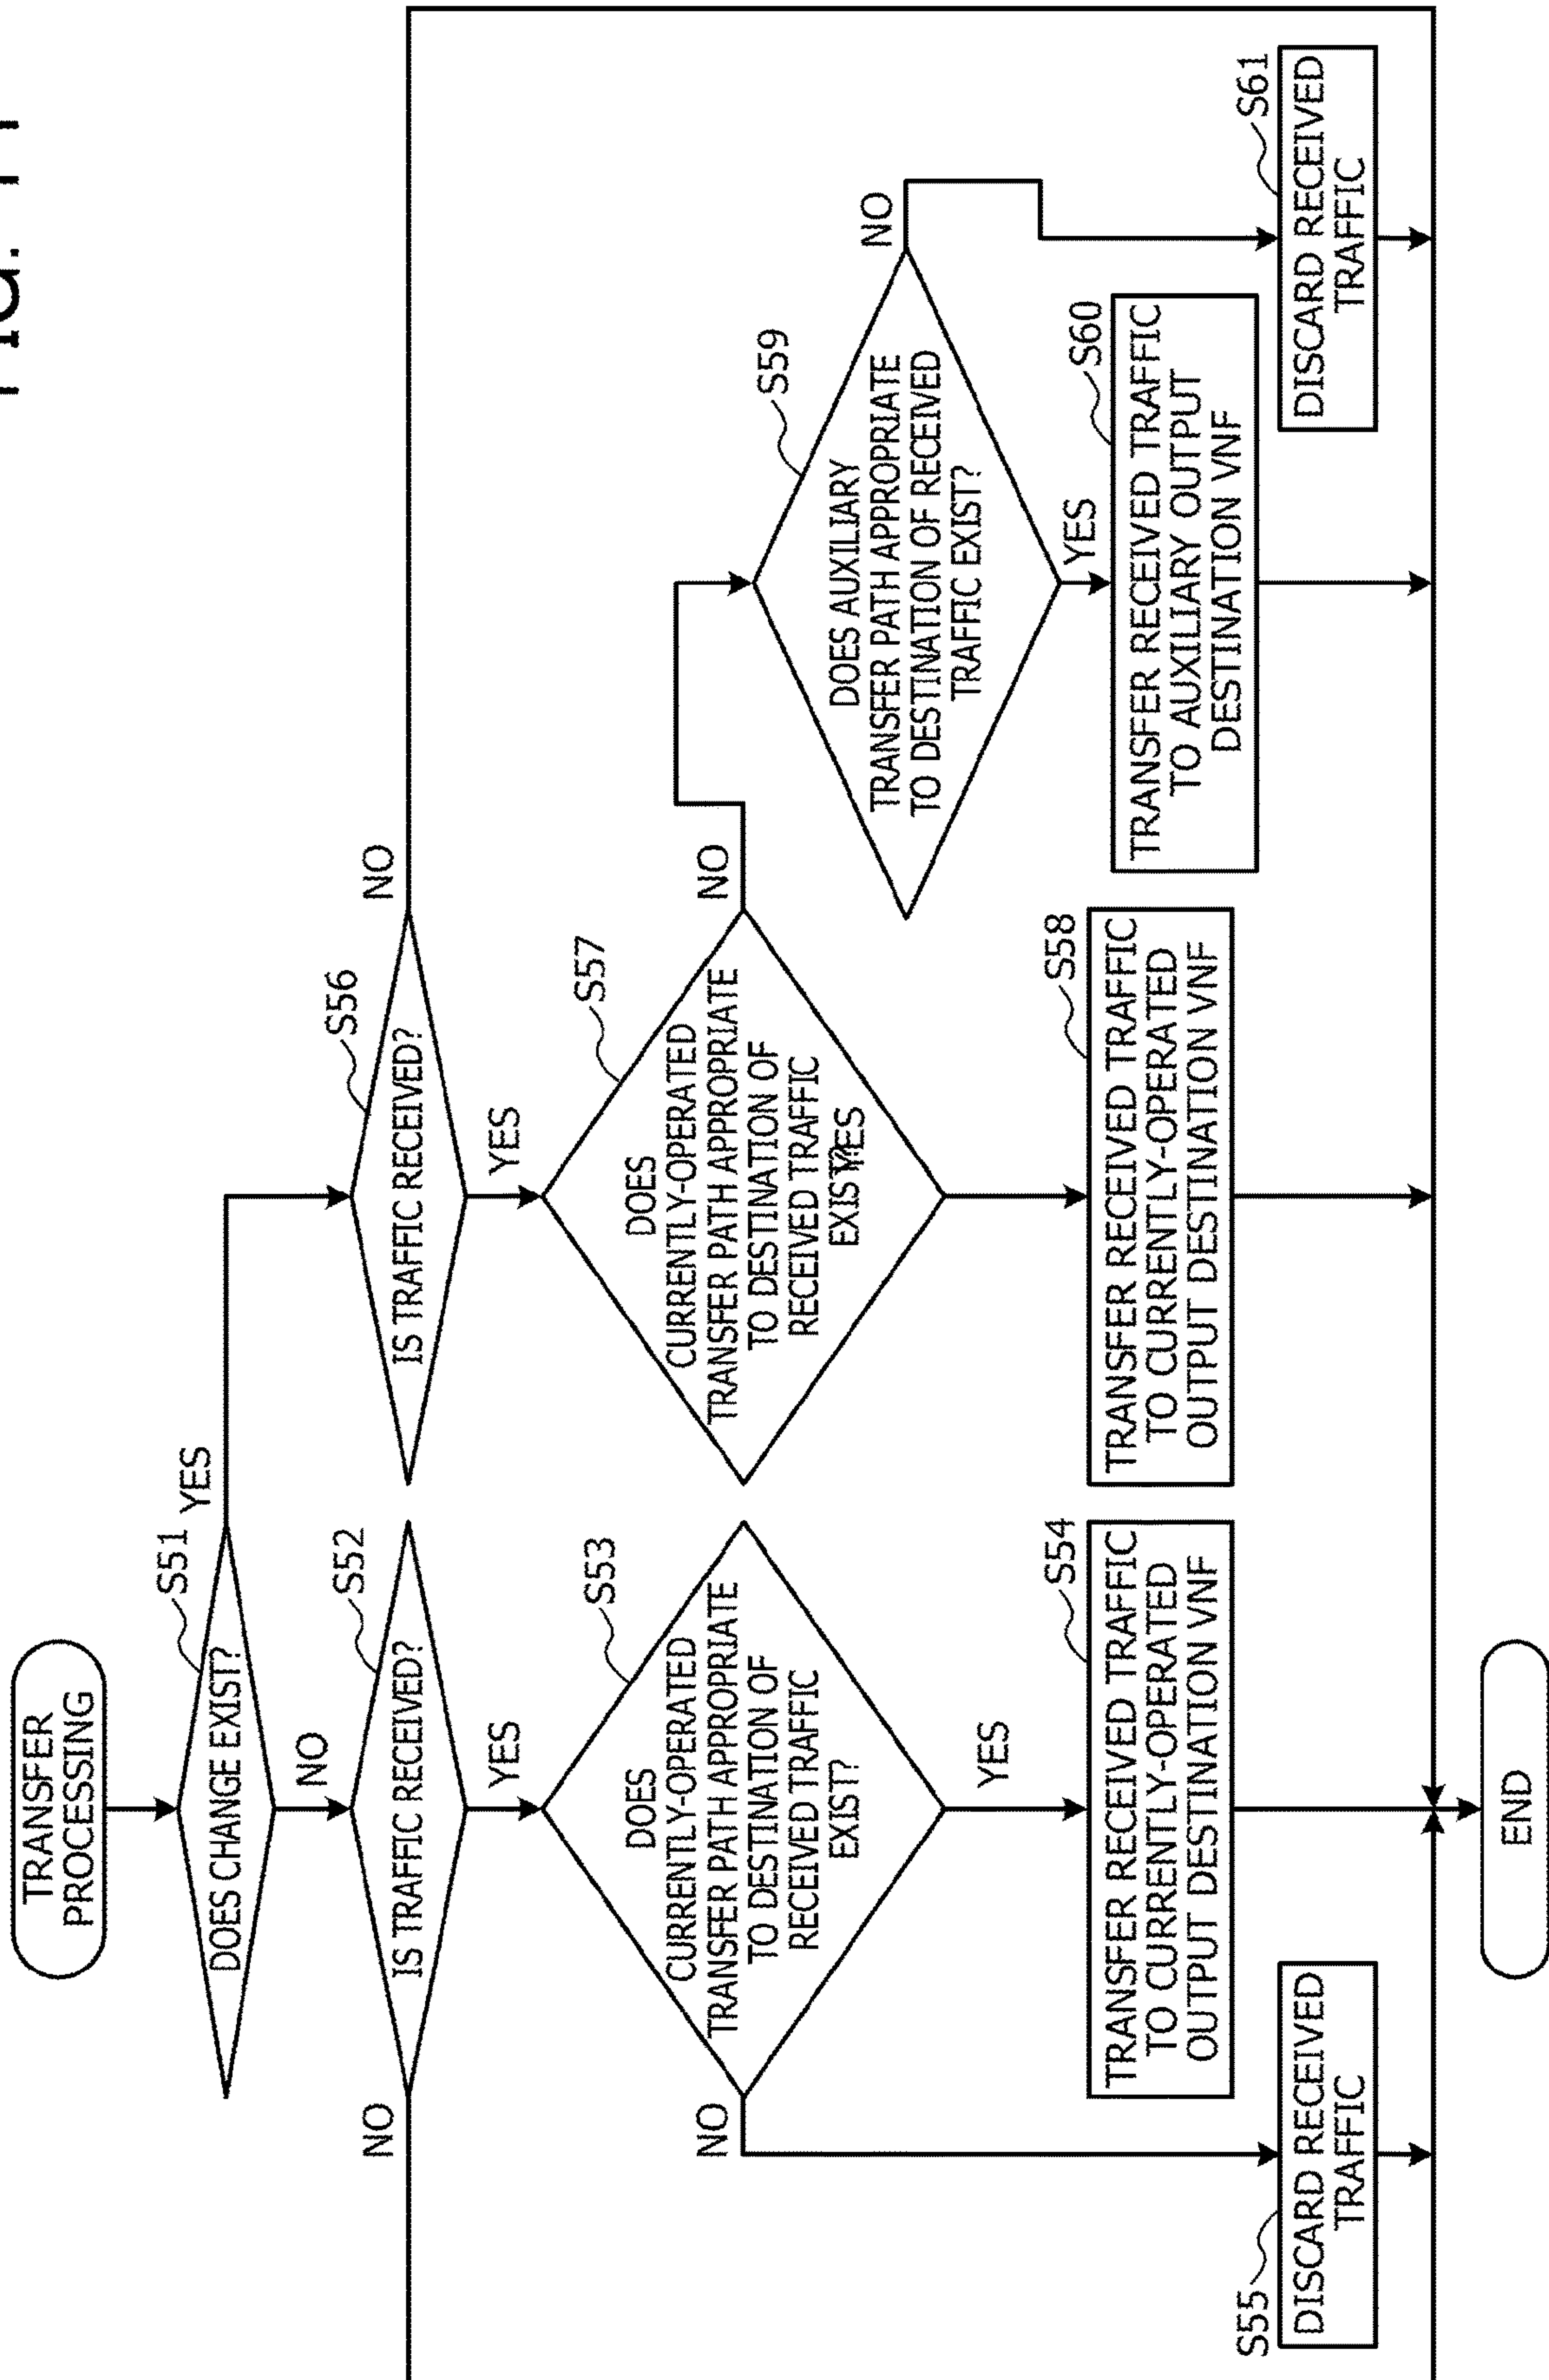 TRANSFER
PROCESSING
S51
DOES CHANGE EXIST?
YES
NO
S52
IS TRAFFIC RECEIVED?
NO
YES
S53
DOES
CURRENTLY-OPERATED
TRANSFER PATH APPROPRIATE
TO DESTINATION OF
RECEIVED TRAFFIC
EXIST?
NO
YES
S54
TRANSFER RECEIVED TRAFFIC
TO CURRENTLY-OPERATED
OUTPUT DESTINATION VNF
S55
DISCARD RECEIVED
TRAFFIC
S56
IS TRAFFIC RECEIVED?
NO
YES
S57
DOES
CURRENTLY-OPERATED
TRANSFER PATH APPROPRIATE
TO DESTINATION OF
RECEIVED TRAFFIC
EXIST?
YES
NO
S58
TRANSFER RECEIVED TRAFFIC
TO CURRENTLY-OPERATED
OUTPUT DESTINATION VNF
S59
DOES AUXILIARY
TRANSFER PATH APPROPRIATE
TO DESTINATION OF RECEIVED
TRAFFIC EXIST?
NO
YES
S60
TRANSFER RECEIVED TRAFFIC
TO AUXILIARY OUTPUT
DESTINATION VNF
S61
DISCARD RECEIVED
TRAFFIC
END